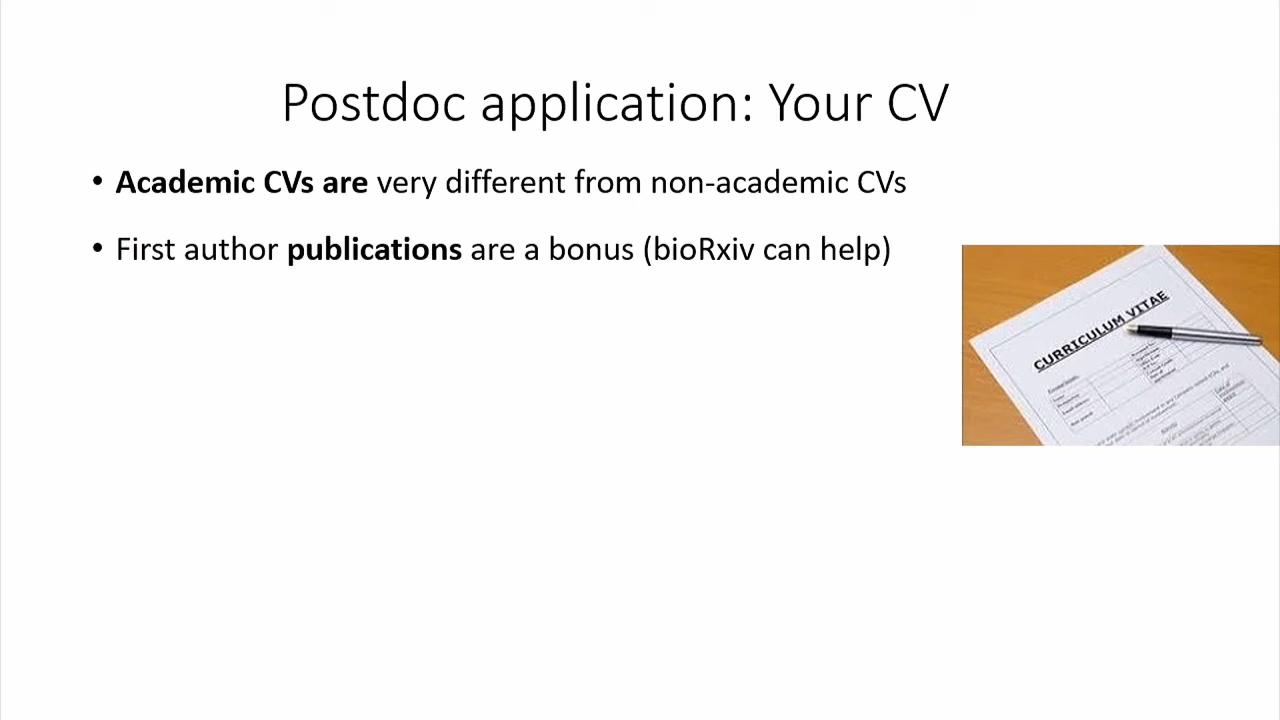 Postdoc application: Your CV
• Academic CVs are very different from non-academic CVs
• First author publications are a bonus (bioRxiv can help)
CURRICULUM VITAE